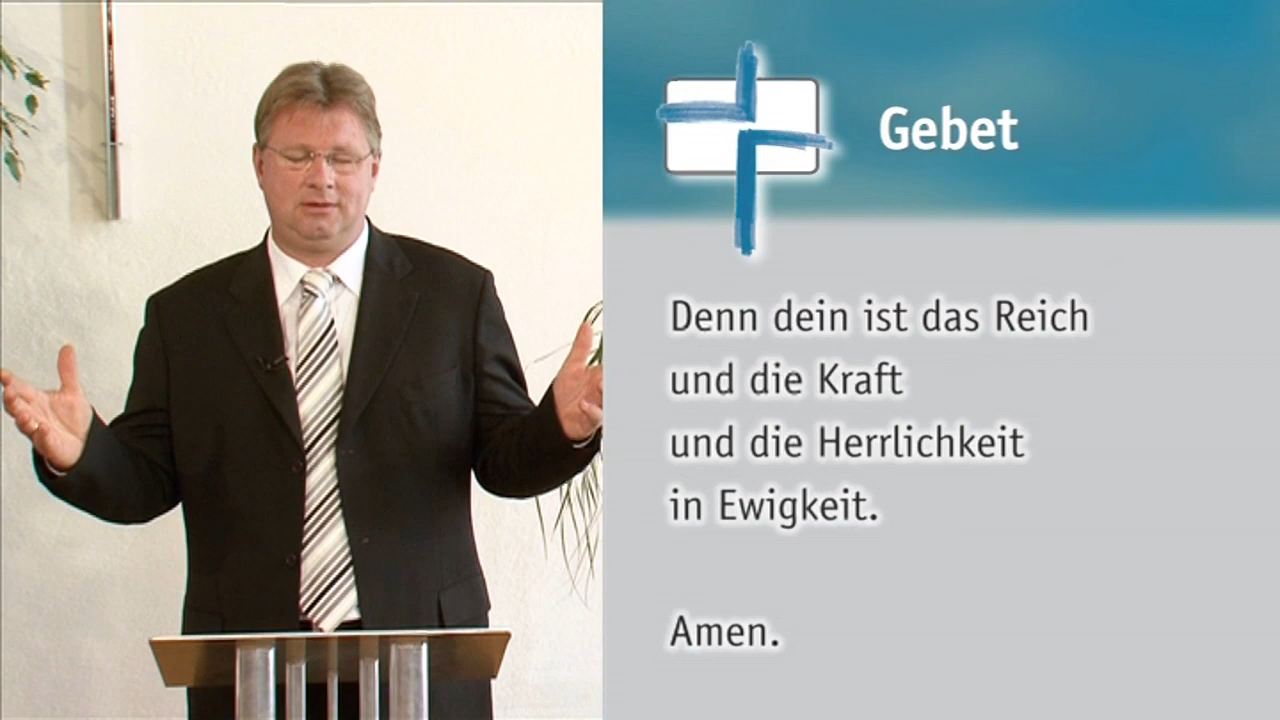 Gebet
Denn dein ist das Reich
und die Kraft
und die Herrlichkeit
in Ewigkeit.
Amen.